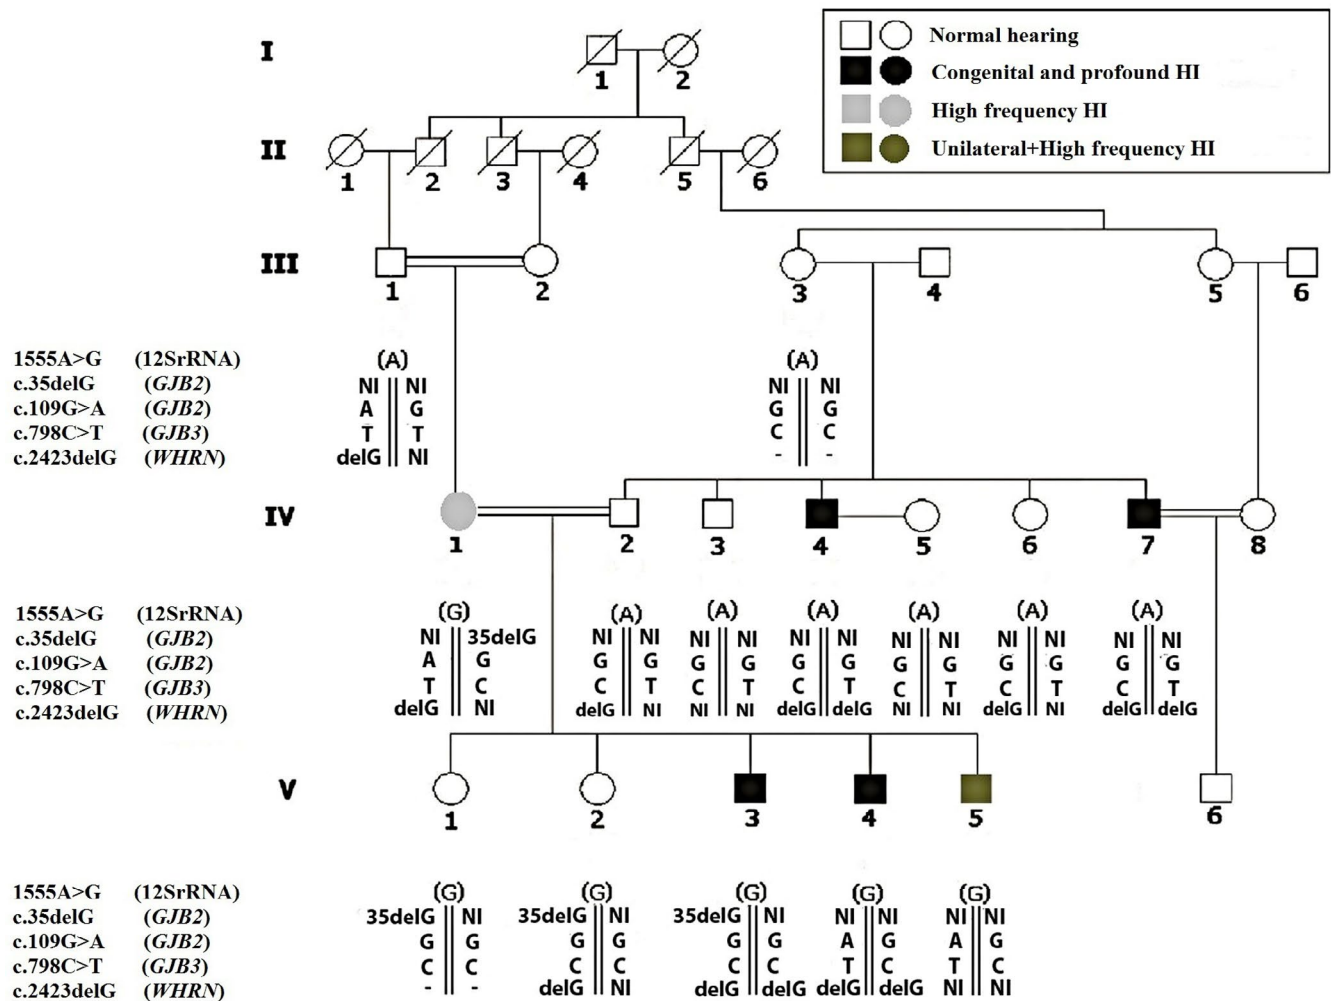 I
1 2
Normal hearing
Congenital and profound HI
High frequency HI
Unilateral+High frequency HI
II
1 2 3 4 5 6
III
1 2 3 4 5 6
1555A>G (12SrRNA) (A) (A)
c.35delG (GJB2) NI NI NI NI
c.109G>A (GJB2) A G G G
c.798C>T (GJB3) T T C C
c.2423delG (WHRN) delG NI - -
IV
1 2 3 4 5 6 7 8
1555A>G (12SrRNA) (G) (A) (A) (A) (A) (A) (A)
c.35delG (GJB2) NI 35delG NI NI NI NI NI NI NI NI NI NI NI NI
c.109G>A (GJB2) A G G G G G G G G G G G G G
c.798C>T (GJB3) T C C T C T C T C T C T C T
c.2423delG (WHRN) delG NI delG NI NI NI delG delG NI NI delG NI delG delG
V
1 2 3 4 5 6
1555A>G (12SrRNA) (G) (G) (G) (G) (G)
c.35delG (GJB2) 35delG NI 35delG NI 35delG NI NI NI NI NI
c.109G>A (GJB2) G G G G G G A G A G
c.798C>T (GJB3) C C C C C C T C T C
c.2423delG (WHRN) - - delG NI delG delG delG delG NI NI